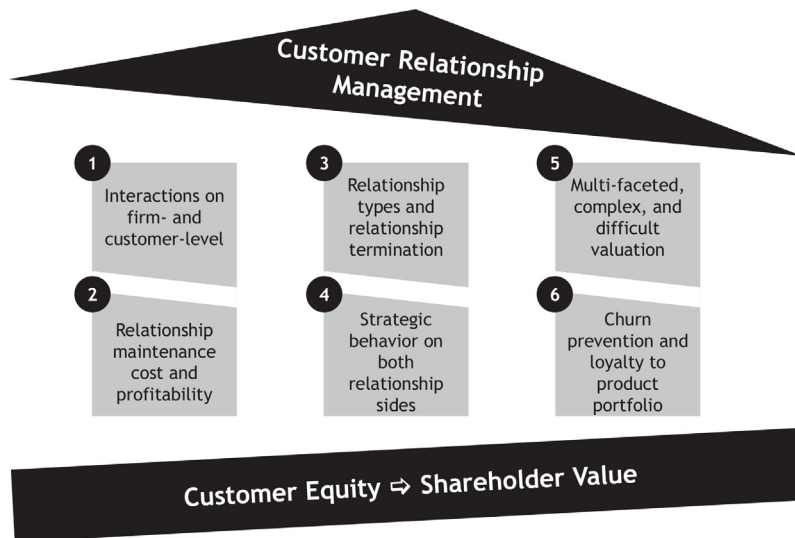 Customer Relationship
Management
1
Interactions on
firm- and
customer-level
2
Relationship
maintenance
cost and
profitability
3
Relationship
types and
relationship
termination
4
Strategic
behavior on
both
relationship
sides
5
Multi-faceted,
complex, and
difficult
valuation
6
Churn
prevention and
loyalty to
product
portfolio
Customer Equity ⇨ Shareholder Value